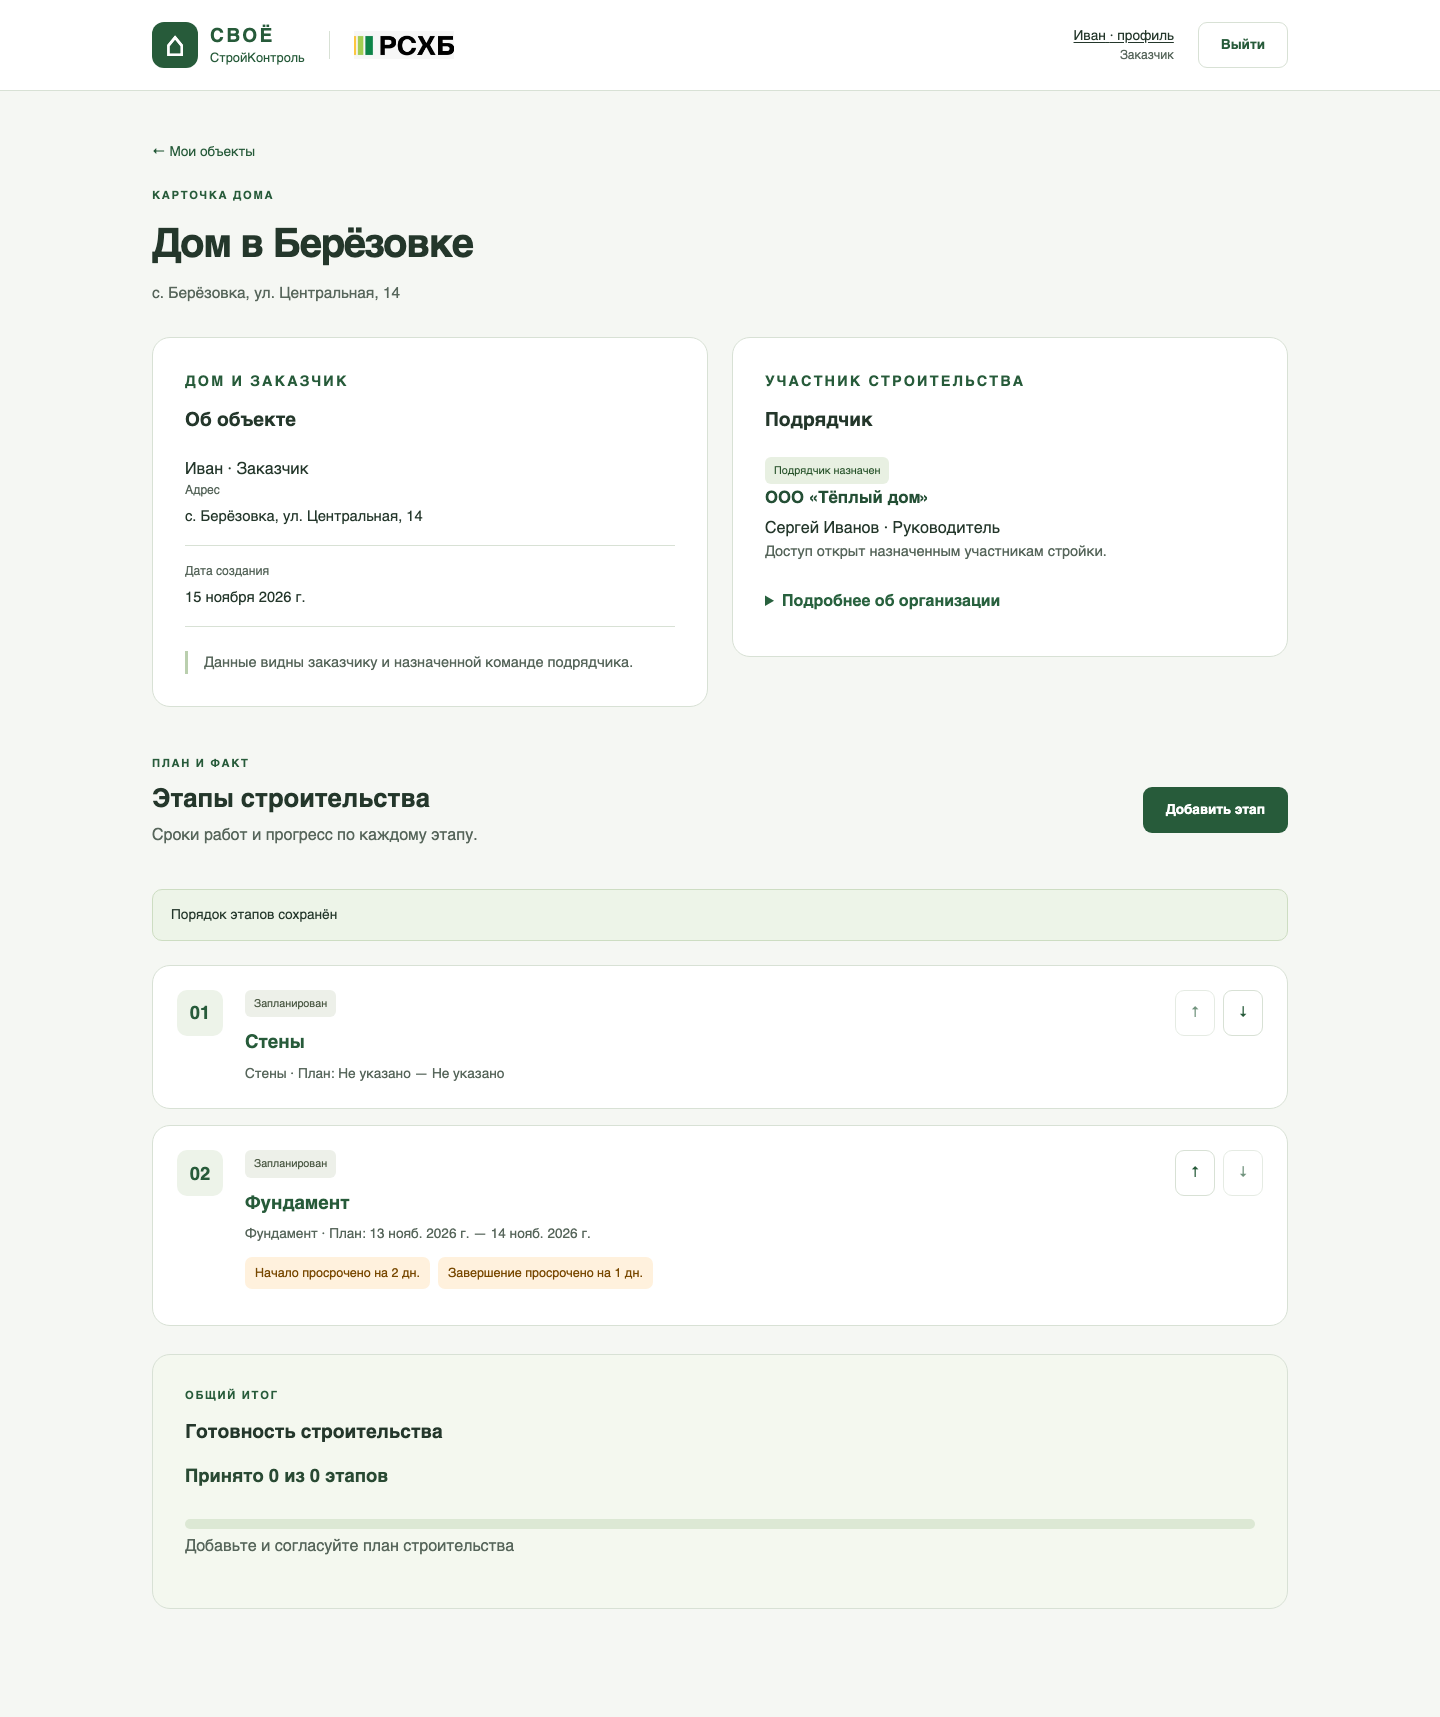 СВОЁ
СтройКонтроль
РСХБ
Иван · профиль
Заказчик
Выйти
← Мои объекты
КАРТОЧКА ДОМА
Дом в Берёзовке
с. Берёзовка, ул. Центральная, 14
ДОМ И ЗАКАЗЧИК
Об объекте
Иван · Заказчик
Адрес
с. Берёзовка, ул. Центральная, 14
Дата создания
15 ноября 2026 г.
Данные видны заказчику и назначенной команде подрядчика.
УЧАСТНИК СТРОИТЕЛЬСТВА
Подрядчик
Подрядчик назначен
ООО «Тёплый дом»
Сергей Иванов · Руководитель
Доступ открыт назначенным участникам стройки.
▶ Подробнее об организации
ПЛАН И ФАКТ
Этапы строительства
Сроки работ и прогресс по каждому этапу.
Добавить этап
Порядок этапов сохранён
01
Запланирован
Стены
Стены · План: Не указано — Не указано
↑ ↓
02
Запланирован
Фундамент
Фундамент · План: 13 нояб. 2026 г. — 14 нояб. 2026 г.
Начало просрочено на 2 дн. Завершение просрочено на 1 дн.
↑ ↓
ОБЩИЙ ИТОГ
Готовность строительства
Принято 0 из 0 этапов
Добавьте и согласуйте план строительства